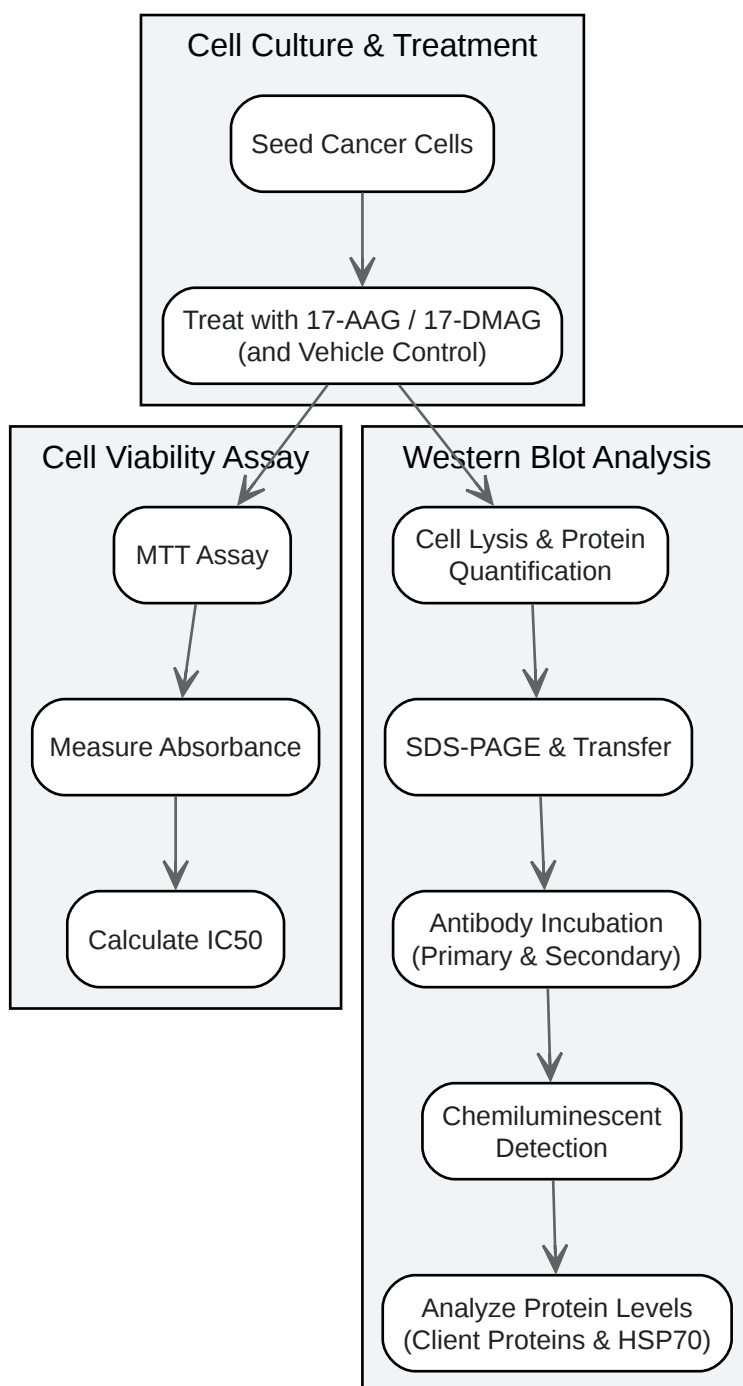 Cell Culture & Treatment
Seed Cancer Cells
Treat with 17-AAG / 17-DMAG
(and Vehicle Control)
Cell Viability Assay
MTT Assay
Measure Absorbance
Calculate IC50
Western Blot Analysis
Cell Lysis & Protein
Quantification
SDS-PAGE & Transfer
Antibody Incubation
(Primary & Secondary)
Chemiluminescent
Detection
Analyze Protein Levels
(Client Proteins & HSP70)